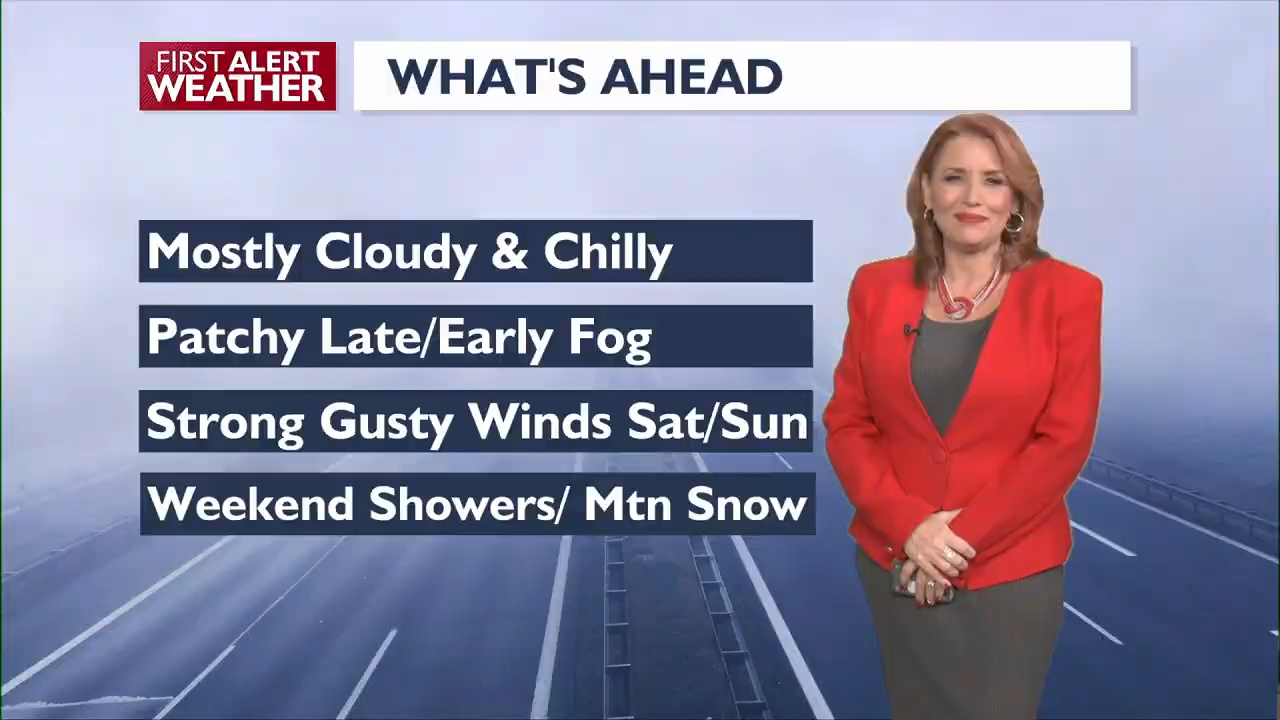 FIRST ALERT
WEATHER
WHAT'S AHEAD
Mostly Cloudy & Chilly
Patchy Late/Early Fog
Strong Gusty Winds Sat/Sun
Weekend Showers/ Mtn Snow